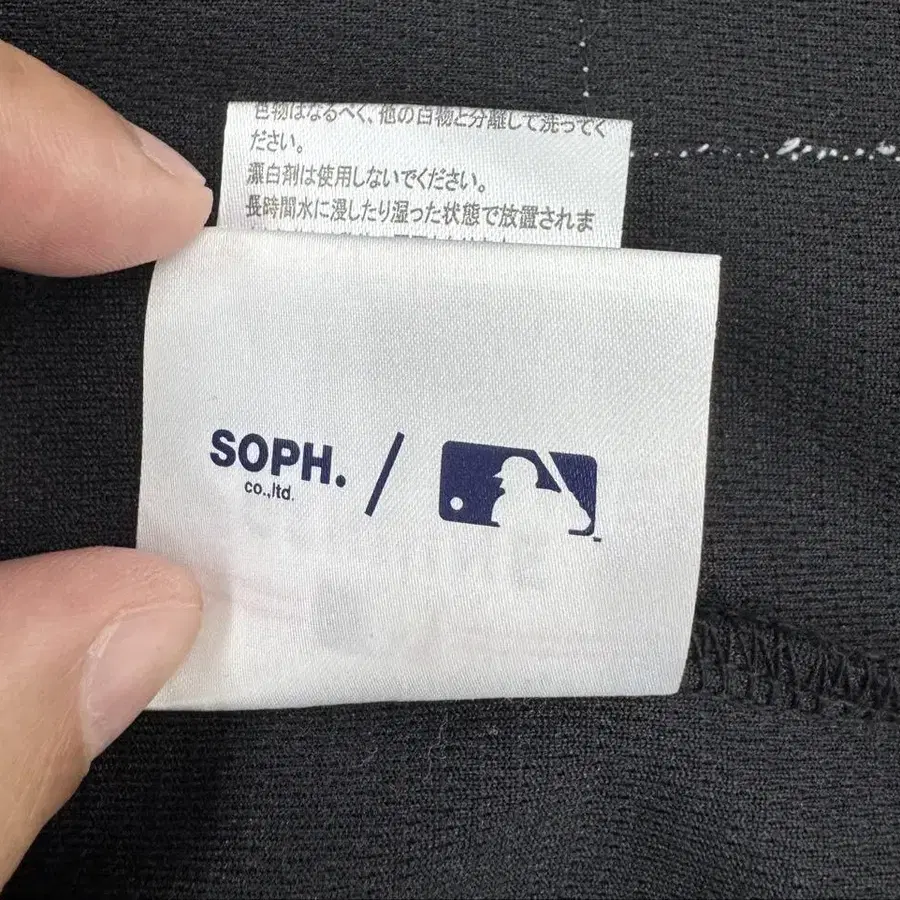 色物はなるべく、他の白物と分離して洗ってく
ださい。
漂白剤は使用しないでください。
長時間水に浸したり湿った状態で放置されま
SOPH. /
co.,ltd.